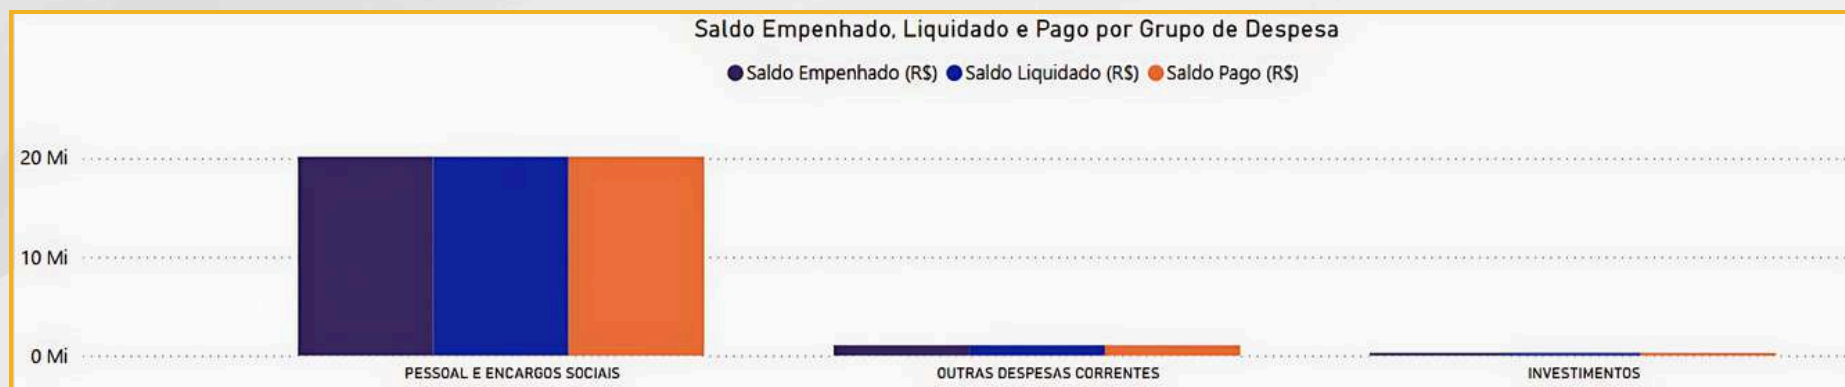 Saldo Empenhado, Liquidado e Pago por Grupo de Despesa
Saldo Empenhado (R$) Saldo Liquidado (R$) Saldo Pago (R$)
20 Mi
10 Mi
0 Mi
PESSOAL E ENCARGOS SOCIAIS OUTRAS DESPESAS CORRENTES INVESTIMENTOS